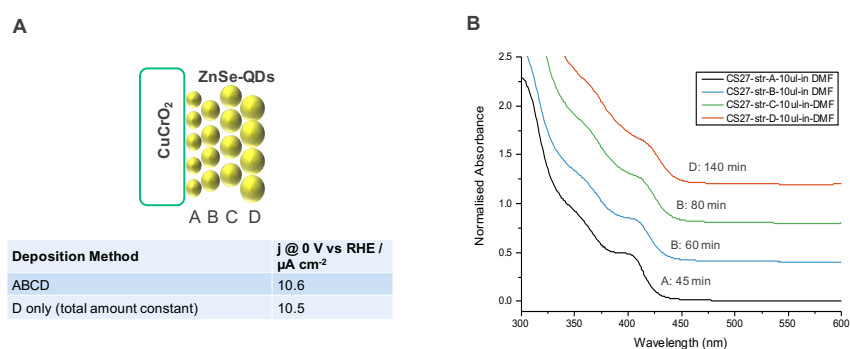 A
ZnSe-QDs
CuCrO2
A B C D
Deposition Method
j @ 0 V vs RHE /
µA cm-2
ABCD
10.6
D only (total amount constant)
10.5
B
Normalised Absorbance
2.5
2.0
1.5
1.0
0.5
0.0
CS27-str-A-10ul-in DMF
CS27-str-B-10ul-in DMF
CS27-str-C-10ul-in-DMF
CS27-str-D-10ul-in-DMF
D: 140 min
B: 80 min
B: 60 min
A: 45 min
300 350 400 450 500 550 600
Wavelength (nm)